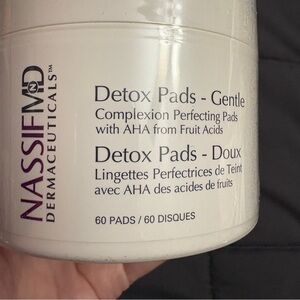 NASSIFMD
DERMACEUTICALS™
Detox Pads - Gentle
Complexion Perfecting Pads
with AHA from Fruit Acids
Detox Pads - Doux
Lingettes Perfectrices de Teint
avec AHA des acides de fruits
60 PADS / 60 DISQUES